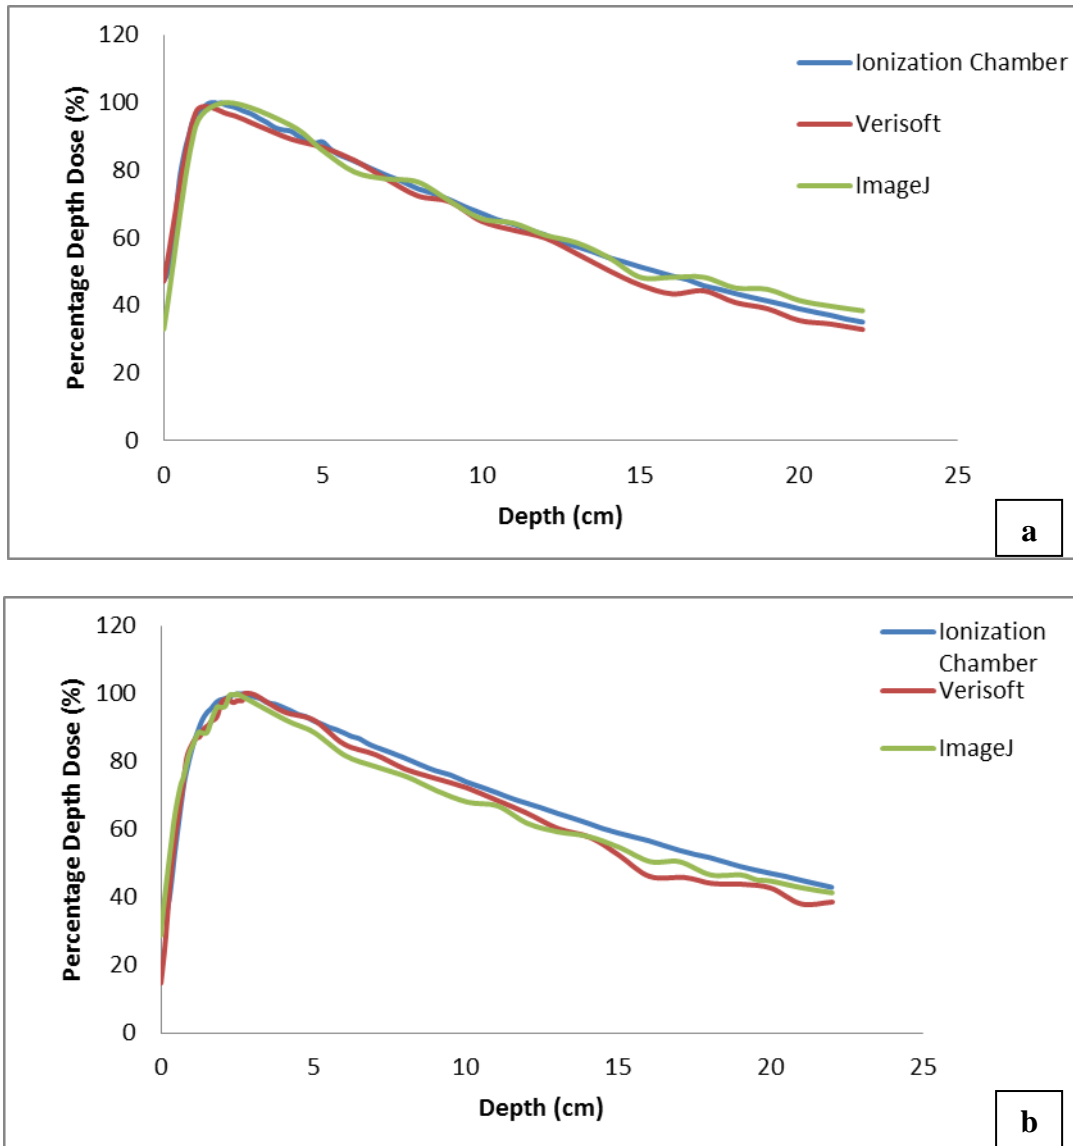 120
100
80
60
40
20
0
Percentage Depth Dose (%)
Ionization Chamber
Verisoft
ImageJ
0 5 10 15 20 25
Depth (cm)
a
120
100
80
60
40
20
0
Percentage Depth Dose (%)
Ionization
Chamber
Verisoft
ImageJ
0 5 10 15 20 25
Depth (cm)
b